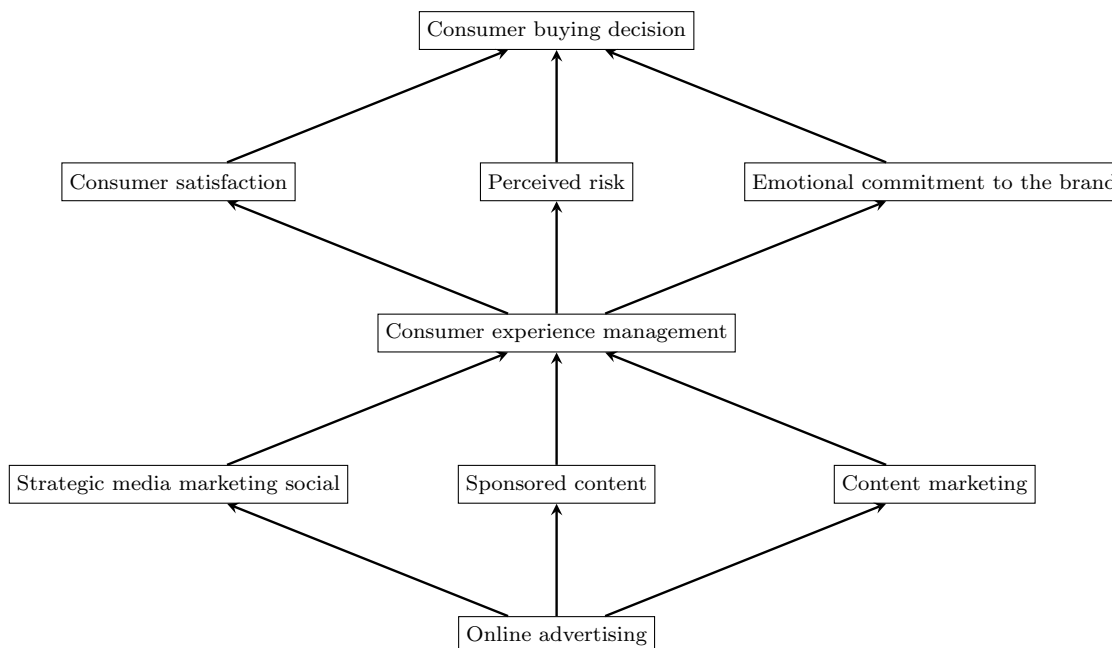 Consumer buying decision
Consumer satisfaction
Perceived risk
Emotional commitment to the brand
Consumer experience management
Strategic media marketing social
Sponsored content
Content marketing
Online advertising